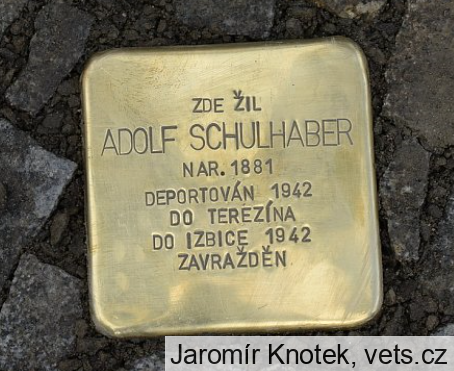 ZDE ŽIL
ADOLF SCHULHABER
NAR. 1881
DEPORTOVÁN 1942
DO TEREZÍNA
DO IZBICE 1942
ZAVRAŽDĚN
Jaromír Knotek, vets.cz